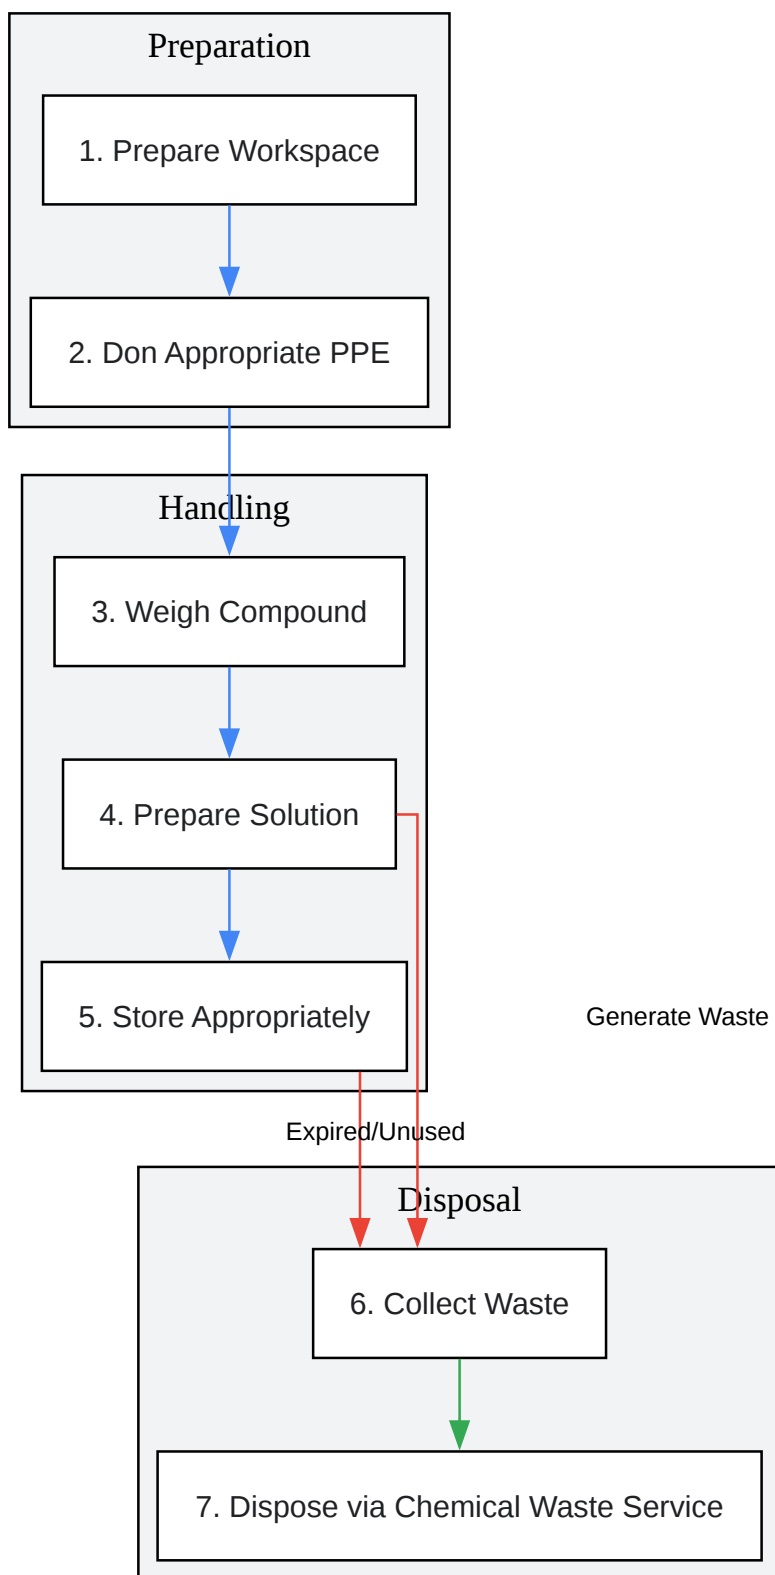 Preparation
1. Prepare Workspace
2. Don Appropriate PPE
Handling
3. Weigh Compound
4. Prepare Solution
5. Store Appropriately
Generate Waste
Expired/Unused
Disposal
6. Collect Waste
7. Dispose via Chemical Waste Service